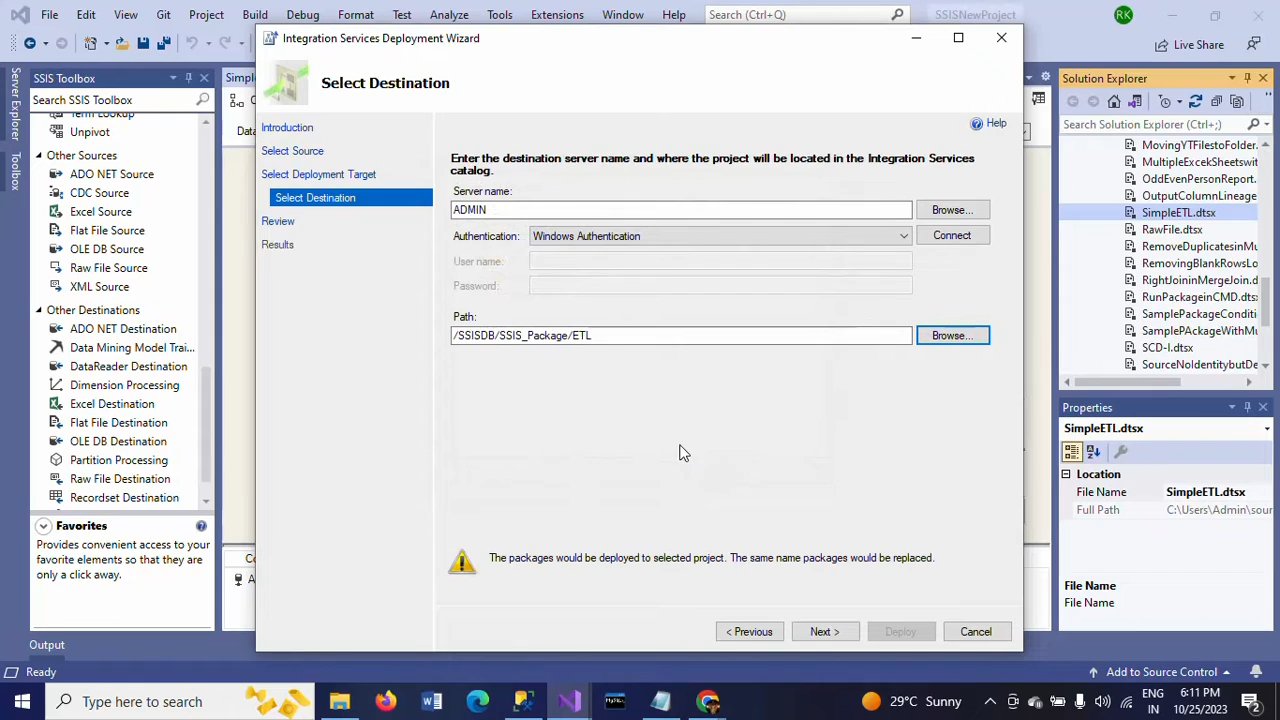 File Edit View Git Project Build Debug Format Test Analyze Tools Extensions Window Help Search (Ctrl+Q) SSISNewProject RK
Live Share
Integration Services Deployment Wizard
Select Destination
Server Explorer
Toolbox
SSIS Toolbox
Search SSIS Toolbox
Term Lookup
Unpivot
Other Sources
ADO NET Source
CDC Source
Excel Source
Flat File Source
OLE DB Source
Raw File Source
XML Source
Other Destinations
ADO NET Destination
Data Mining Model Trai...
DataReader Destination
Dimension Processing
Excel Destination
Flat File Destination
OLE DB Destination
Partition Processing
Raw File Destination
Recordset Destination
Favorites
Provides convenient access to your
favorite elements so that they are
only a click away.
Output
Introduction
Select Source
Select Deployment Target
Select Destination
Review
Results
Help
Enter the destination server name and where the project will be located in the Integration Services
catalog.
Server name:
ADMIN Browse...
Authentication: Windows Authentication Connect
User name:
Password:
Path:
/SSISDB/SSIS_Package/ETL Browse...
The packages would be deployed to selected project. The same name packages would be replaced.
< Previous Next > Deploy Cancel
Solution Explorer
Search Solution Explorer (Ctrl+;)
MovingYTFilestoFolder.
MultipleExcekSheetswit
OddEvenPersonReport.
OutputColumnLineage
SimpleETL.dtsx
RawFile.dtsx
RemoveDuplicatesinMu
RemovingBlankRowsLo
RightJoininMergeJoin.dt
RunPackageinCMD.dtsx
SamplePackageConditi
SamplePAckageWithMu
SCD-I.dtsx
SourceNoIdentitybutDe
Properties
SimpleETL.dtsx
Location
File Name SimpleETL.dtsx
Full Path C:\Users\Admin\sour
File Name
File Name
Ready Add to Source Control
Type here to search 29°C Sunny ENG IN 6:11 PM 10/25/2023 2